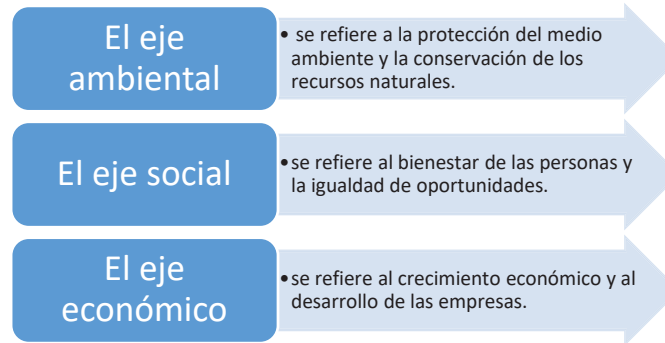 El eje
ambiental
• se refiere a la protección del medio
ambiente y la conservación de los
recursos naturales.
El eje social
•se refiere al bienestar de las personas y
la igualdad de oportunidades.
El eje
económico
•se refiere al crecimiento económico y al
desarrollo de las empresas.